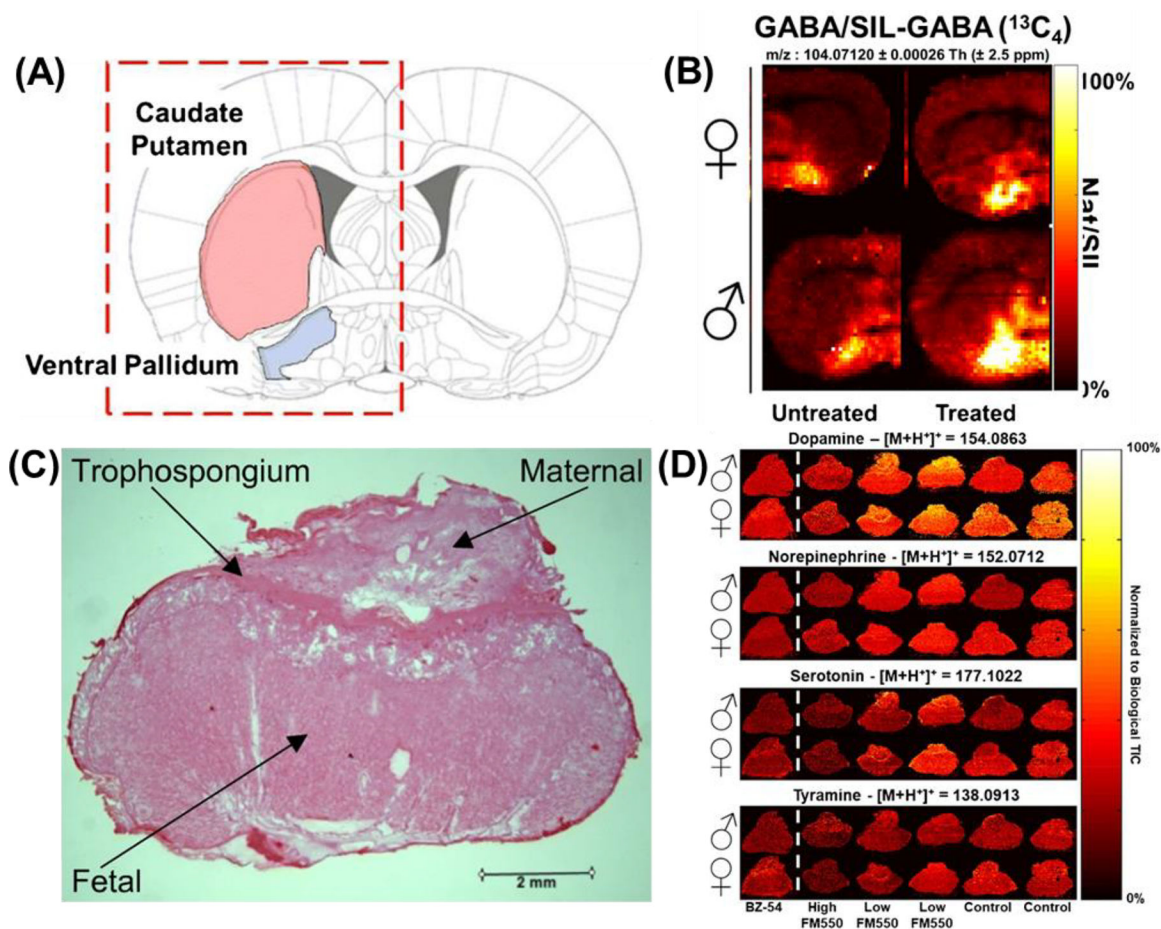 (A)
Caudate
Putamen
Ventral Pallidum
(B)
GABA/SIL-GABA (¹³C₄)
m/z : 104.07120 ± 0.00026 Th (± 2.5 ppm)
♀
♂
100%
Nat/SIl
0%
Untreated Treated
(C)
Trophospongium
Maternal
Fetal
2 mm
(D)
Dopamine – [M+H⁺]⁺ = 154.0863
♂
♀
Norepinephrine - [M+H⁺]⁺ = 152.0712
♂
♀
Serotonin - [M+H⁺]⁺ = 177.1022
♂
♀
Tyramine - [M+H⁺]⁺ = 138.0913
♂
♀
BZ-54 High FM550 Low FM550 Low FM550 Control Control
100%
Normalized to Biological TIC
0%